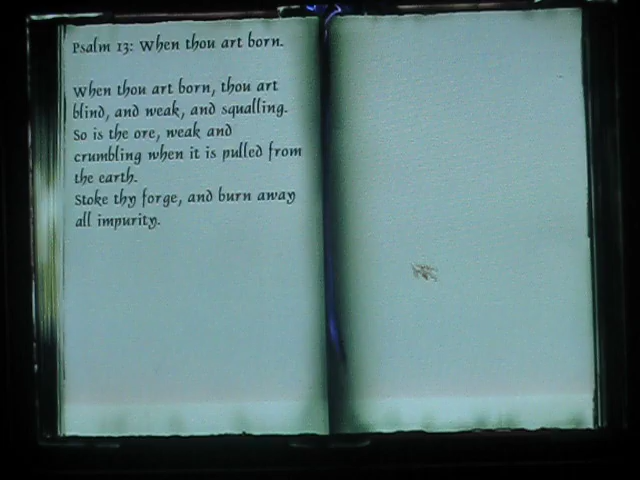 Psalm 13: When thou art born.
When thou art born, thou art
blind, and weak, and squalling.
So is the ore, weak and
crumbling when it is pulled from
the earth.
Stoke thy forge, and burn away
all impurity.